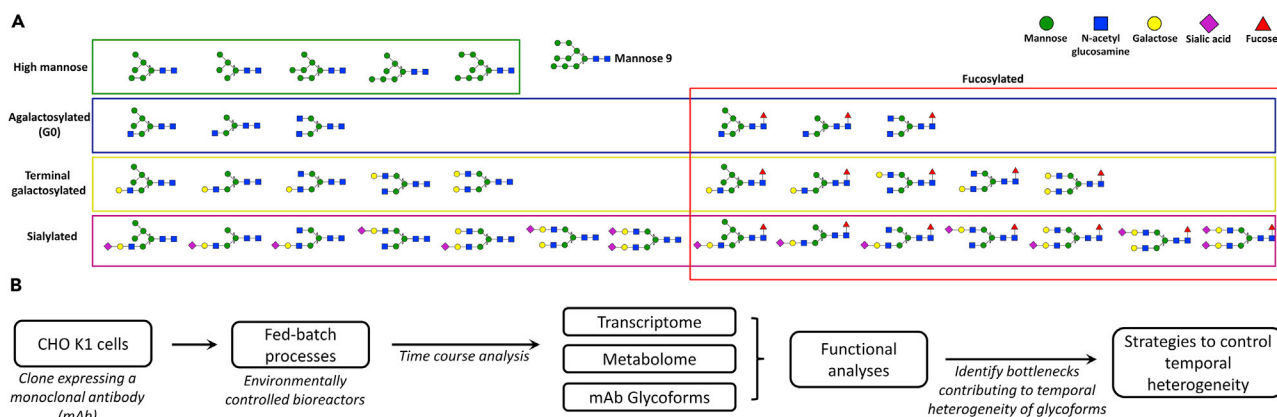 A
Mannose
N-acetyl
glucosamine
Galactose
Sialic acid
Fucose
High mannose
Mannose 9
Fucosylated
Agalactosylated
(G0)
Terminal
galactosylated
Sialylated
B
CHO K1 cells
Clone expressing a
monoclonal antibody
(mAb)
Fed-batch
processes
Environmentally
controlled bioreactors
Time course analysis
Transcriptome
Metabolome
mAb Glycoforms
Functional
analyses
Identify bottlenecks
contributing to temporal
heterogeneity of glycoforms
Strategies to control
temporal
heterogeneity